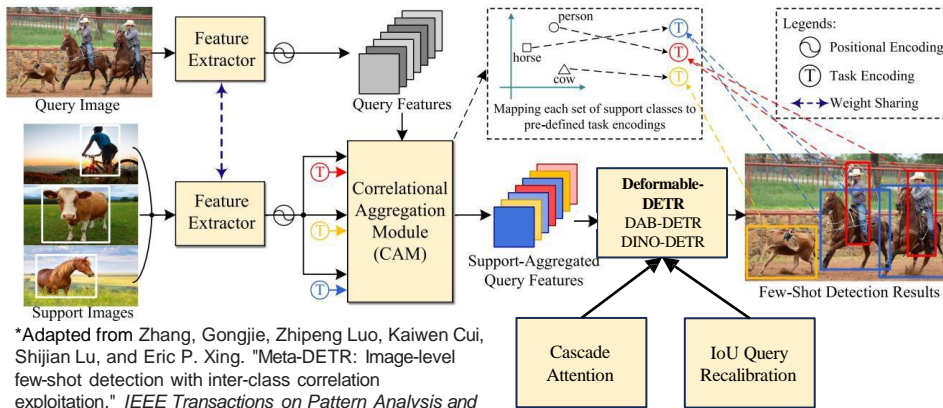 Query Image
Feature
Extractor
Query Features
person
horse
cow
T
T
T
Mapping each set of support classes to
pre-defined task encodings
Legends:
Positional Encoding
T Task Encoding
Weight Sharing
Support Images
Feature
Extractor
T
T
T
Correlational
Aggregation
Module
(CAM)
Support-Aggregated
Query Features
Deformable-
DETR
DAB-DETR
DINO-DETR
Few-Shot Detection Results
Cascade
Attention
IoU Query
Recalibration
*Adapted from Zhang, Gongjie, Zhipeng Luo, Kaiwen Cui,
Shijian Lu, and Eric P. Xing. "Meta-DETR: Image-level
few-shot detection with inter-class correlation
exploitation." IEEE Transactions on Pattern Analysis and